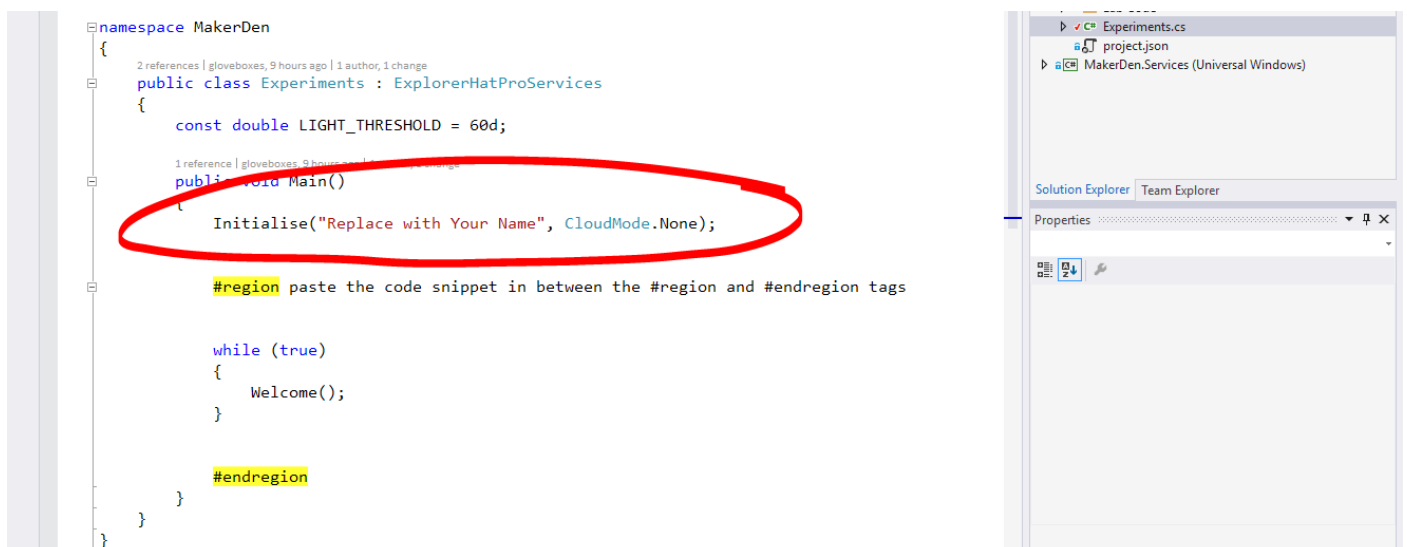 namespace MakerDen
{
2 references | gloveboxes, 9 hours ago | 1 author, 1 change
public class Experiments : ExplorerHatProServices
{
const double LIGHT_THRESHOLD = 60d;
1 reference | gloveboxes, 9 hours
public void Main()
{
Initialise("Replace with Your Name", CloudMode.None);
#region paste the code snippet in between the #region and #endregion tags
while (true)
{
Welcome();
}
#endregion
}
}
}
C# Experiments.cs
project.json
C# MakerDen.Services (Universal Windows)
Solution Explorer Team Explorer
Properties